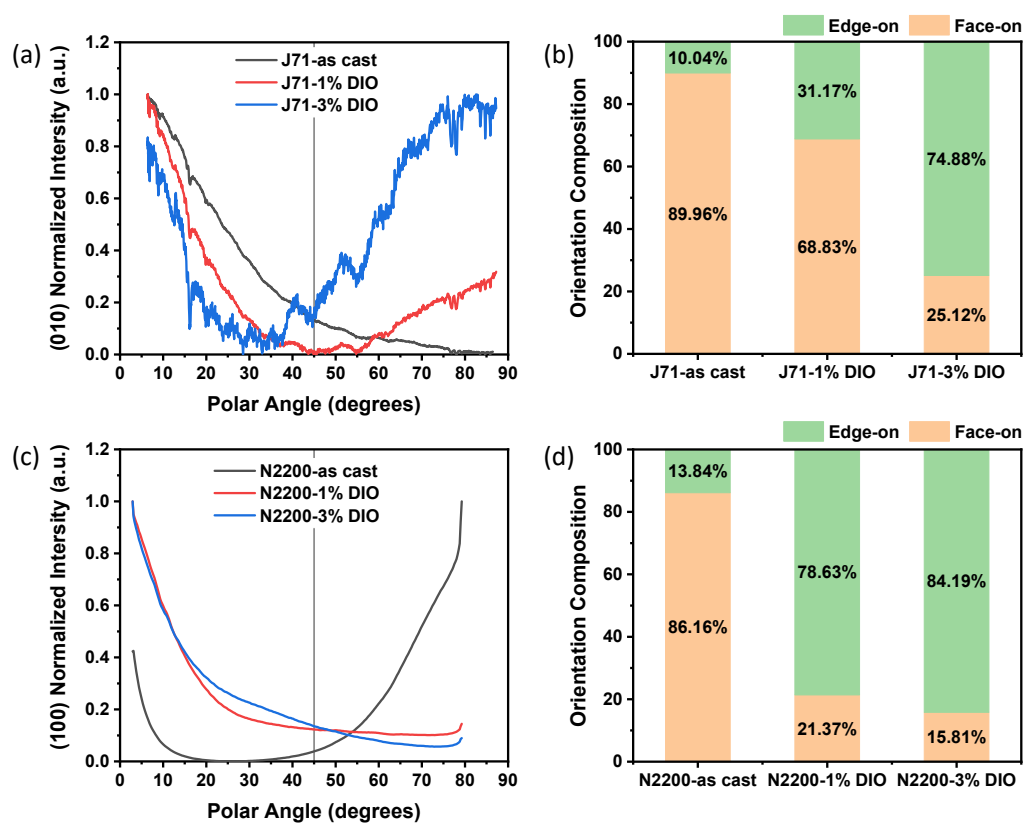 (a)
(010) Normalized Intersity (a.u.)
1.2
1.0
0.8
0.6
0.4
0.2
0.0
J71-as cast
J71-1% DIO
J71-3% DIO
0 10 20 30 40 50 60 70 80 90
Polar Angle (degrees)
(b)
Edge-on Face-on
Orientation Composition
100
80
60
40
20
0
10.04%
89.96%
31.17%
68.83%
74.88%
25.12%
J71-as cast J71-1% DIO J71-3% DIO
(c)
(100) Normalized Intersity (a.u.)
1.2
1.0
0.8
0.6
0.4
0.2
0.0
N2200-as cast
N2200-1% DIO
N2200-3% DIO
0 10 20 30 40 50 60 70 80 90
Polar Angle (degrees)
(d)
Edge-on Face-on
Orientation Composition
100
80
60
40
20
0
13.84%
86.16%
78.63%
21.37%
84.19%
15.81%
N2200-as cast N2200-1% DIO N2200-3% DIO